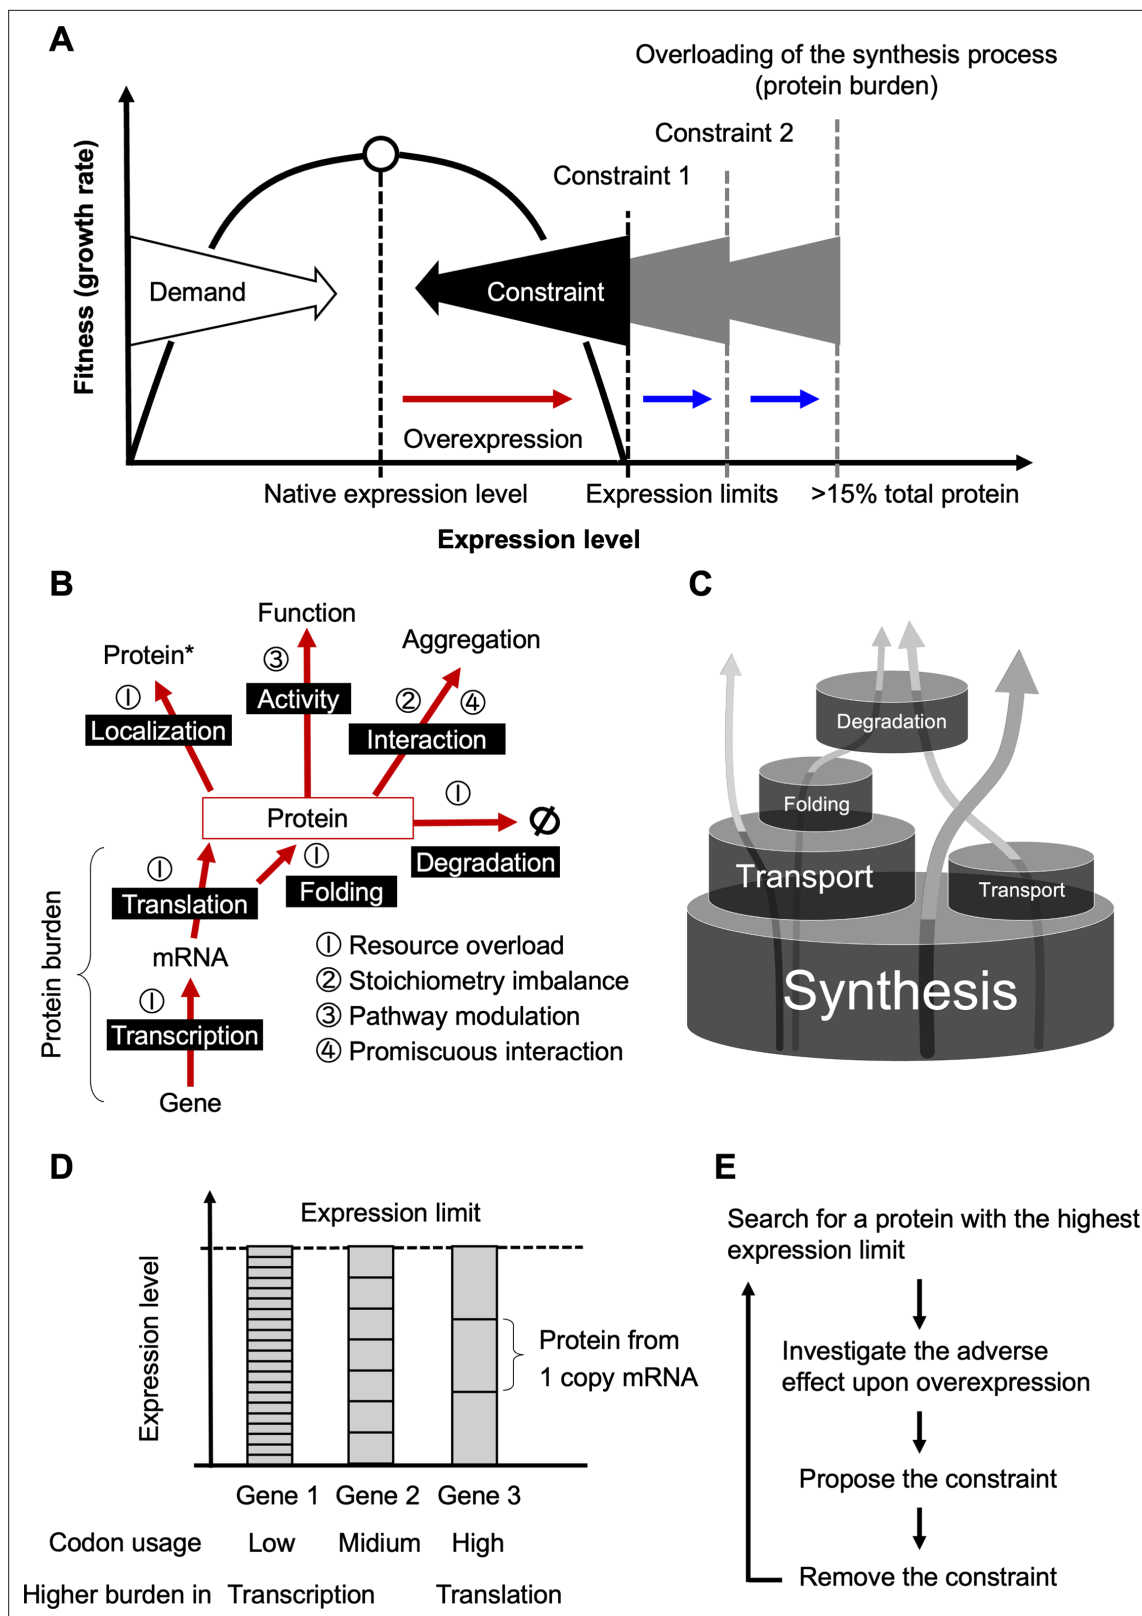 A
Overloading of the synthesis process
(protein burden)
Constraint 2
Constraint 1
Fitness (growth rate)
Demand
Constraint
Overexpression
Native expression level
Expression limits
>15% total protein
Expression level
B
Function
Protein*
Aggregation
①
③
②
④
Localization
Activity
Interaction
Protein
①
Ø
Degradation
①
①
Translation
Folding
mRNA
①
Transcription
Gene
Protein burden
① Resource overload
② Stoichiometry imbalance
③ Pathway modulation
④ Promiscuous interaction
C
Degradation
Folding
Transport
Transport
Synthesis
D
Expression limit
Expression level
Protein from
1 copy mRNA
Gene 1 Gene 2 Gene 3
Codon usage Low Midium High
Higher burden in Transcription Translation
E
Search for a protein with the highest
expression limit
Investigate the adverse
effect upon overexpression
Propose the constraint
Remove the constraint